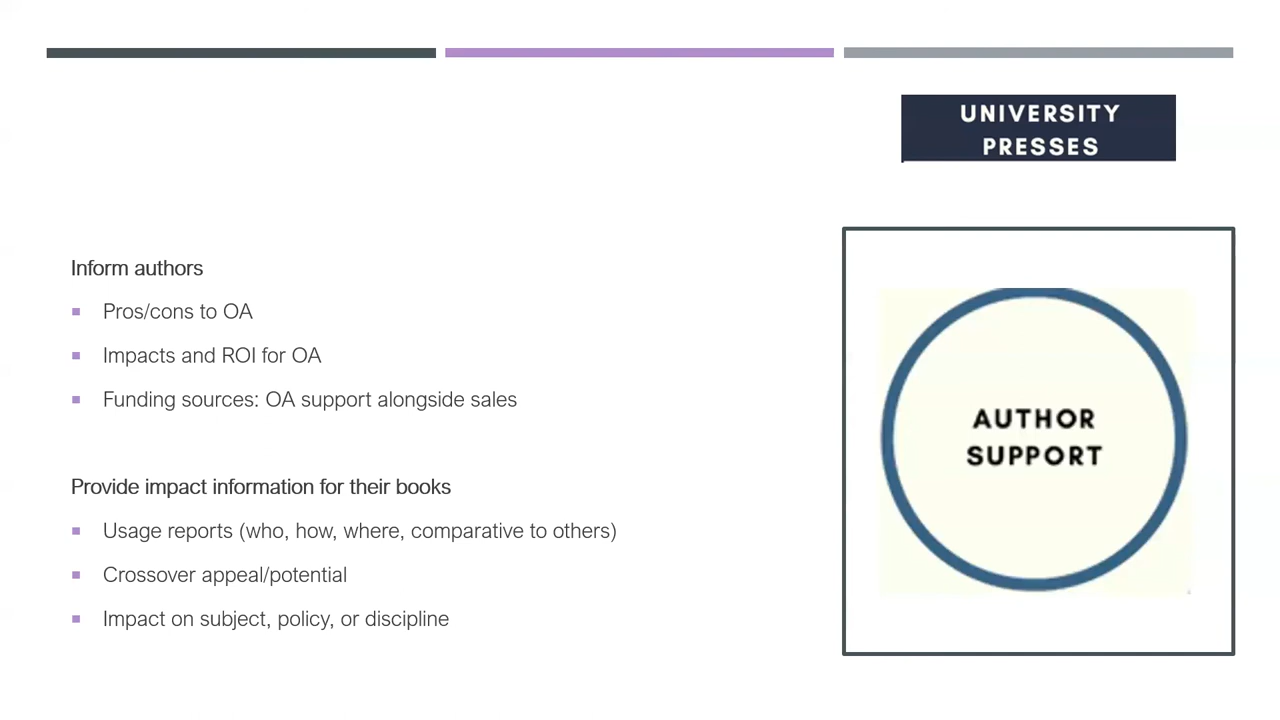 UNIVERSITY
PRESSES
Inform authors
Pros/cons to OA
Impacts and ROI for OA
Funding sources: OA support alongside sales
Provide impact information for their books
Usage reports (who, how, where, comparative to others)
Crossover appeal/potential
Impact on subject, policy, or discipline
AUTHOR
SUPPORT